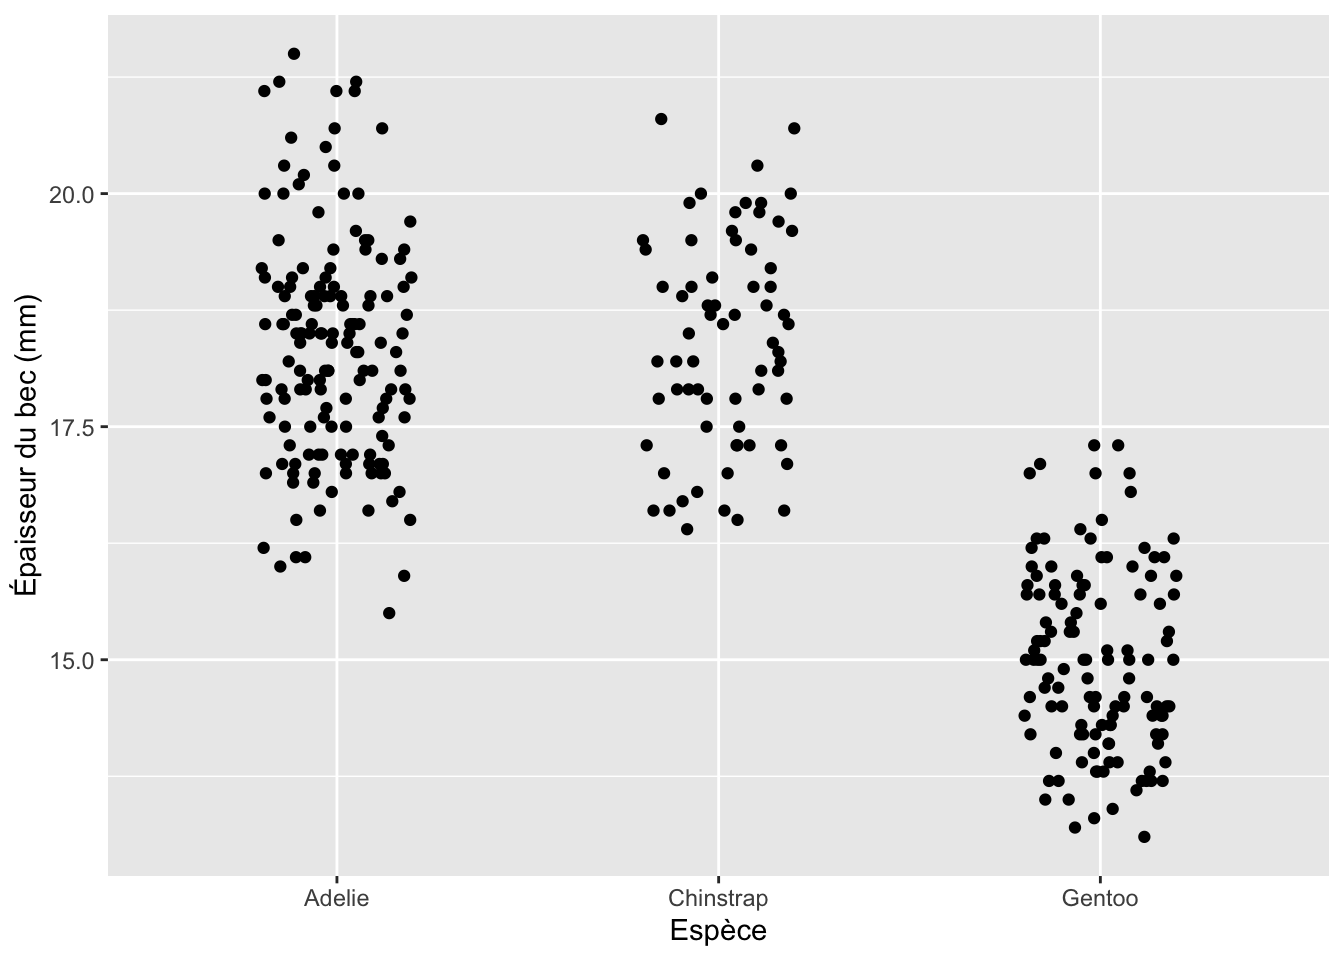 Épaisseur du bec (mm)
20.0
17.5
15.0
Adelie
Chinstrap
Gentoo
Espèce